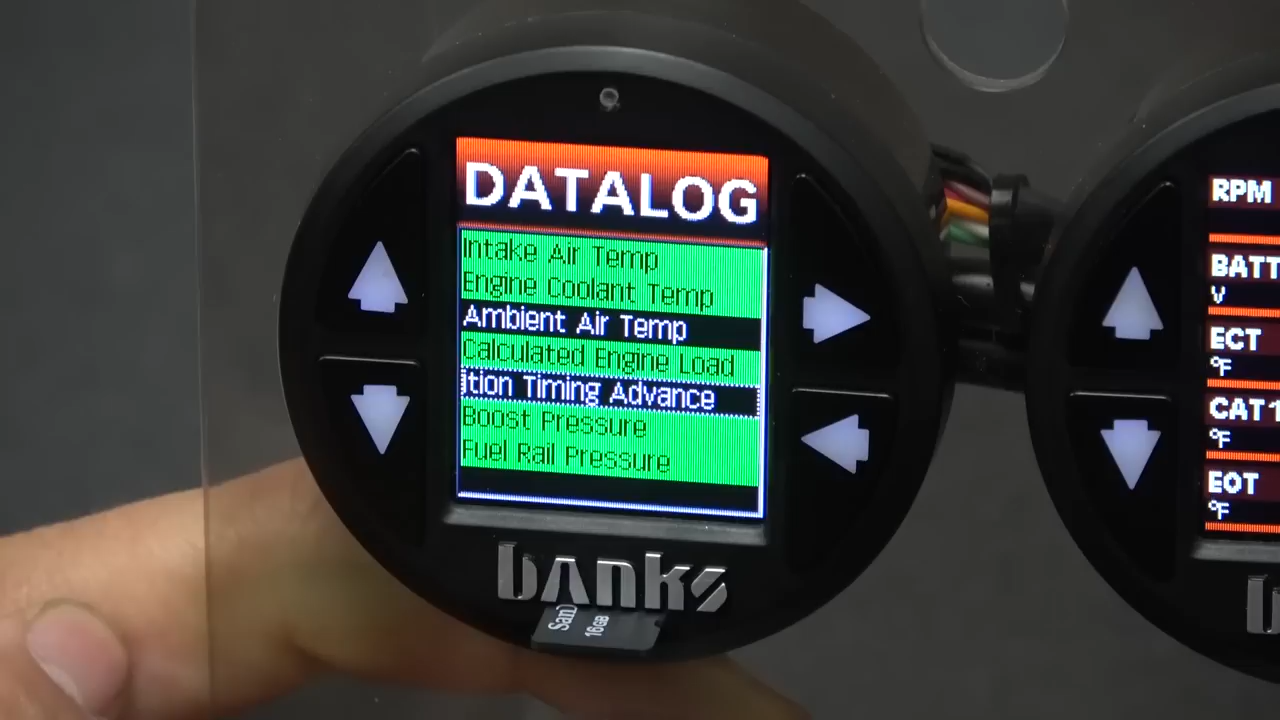 DATALOG
Intake Air Temp
Engine Coolant Temp
Ambient Air Temp
Calculated Engine Load
tion Timing Advance
Boost Pressure
Fuel Rail Pressure
banks
San
16GB
RPM
BATT
V
ECT
°F
CAT1
°F
EOT
°F
b